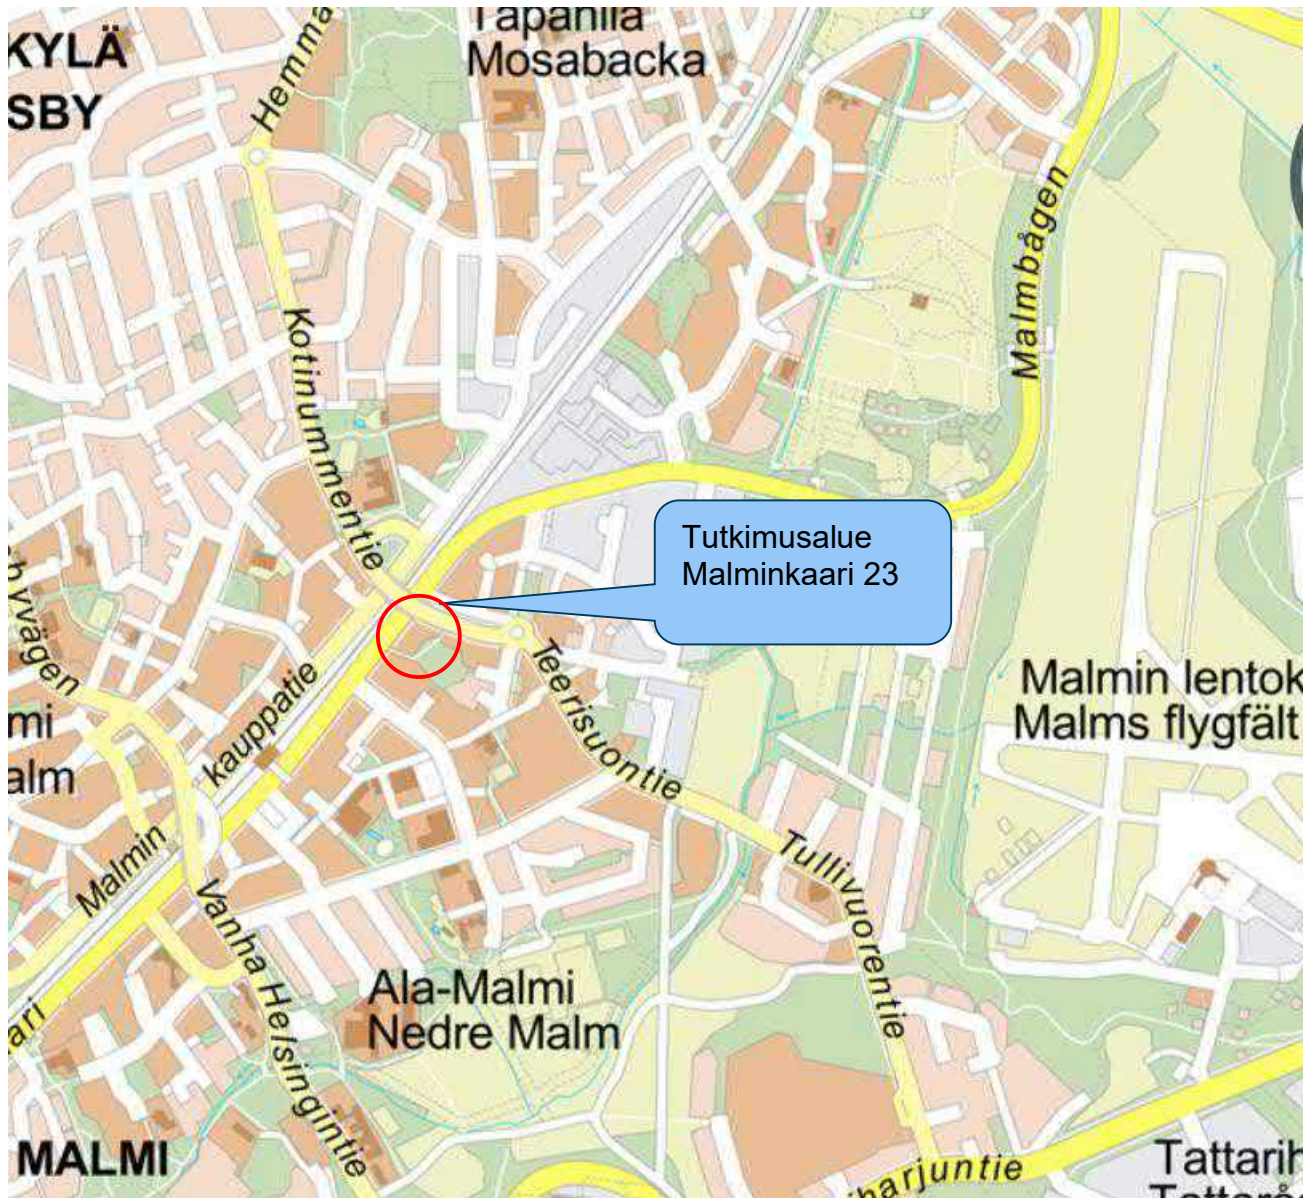 Tapanila
Mosabacka
KYLÄ
SBY
Hemma
Malmbågen
Kotinummentie
Tutkimusalue
Malminkaari 23
byvägen
Teerisuontie
Malmin lentok
Malms flygfält
mi
alm
Malmin kauppatie
Tullivuorentie
Vanha Helsingintie
Ala-Malmi
Nedre Malm
ari
MALMI
harjuntie
Tattarih